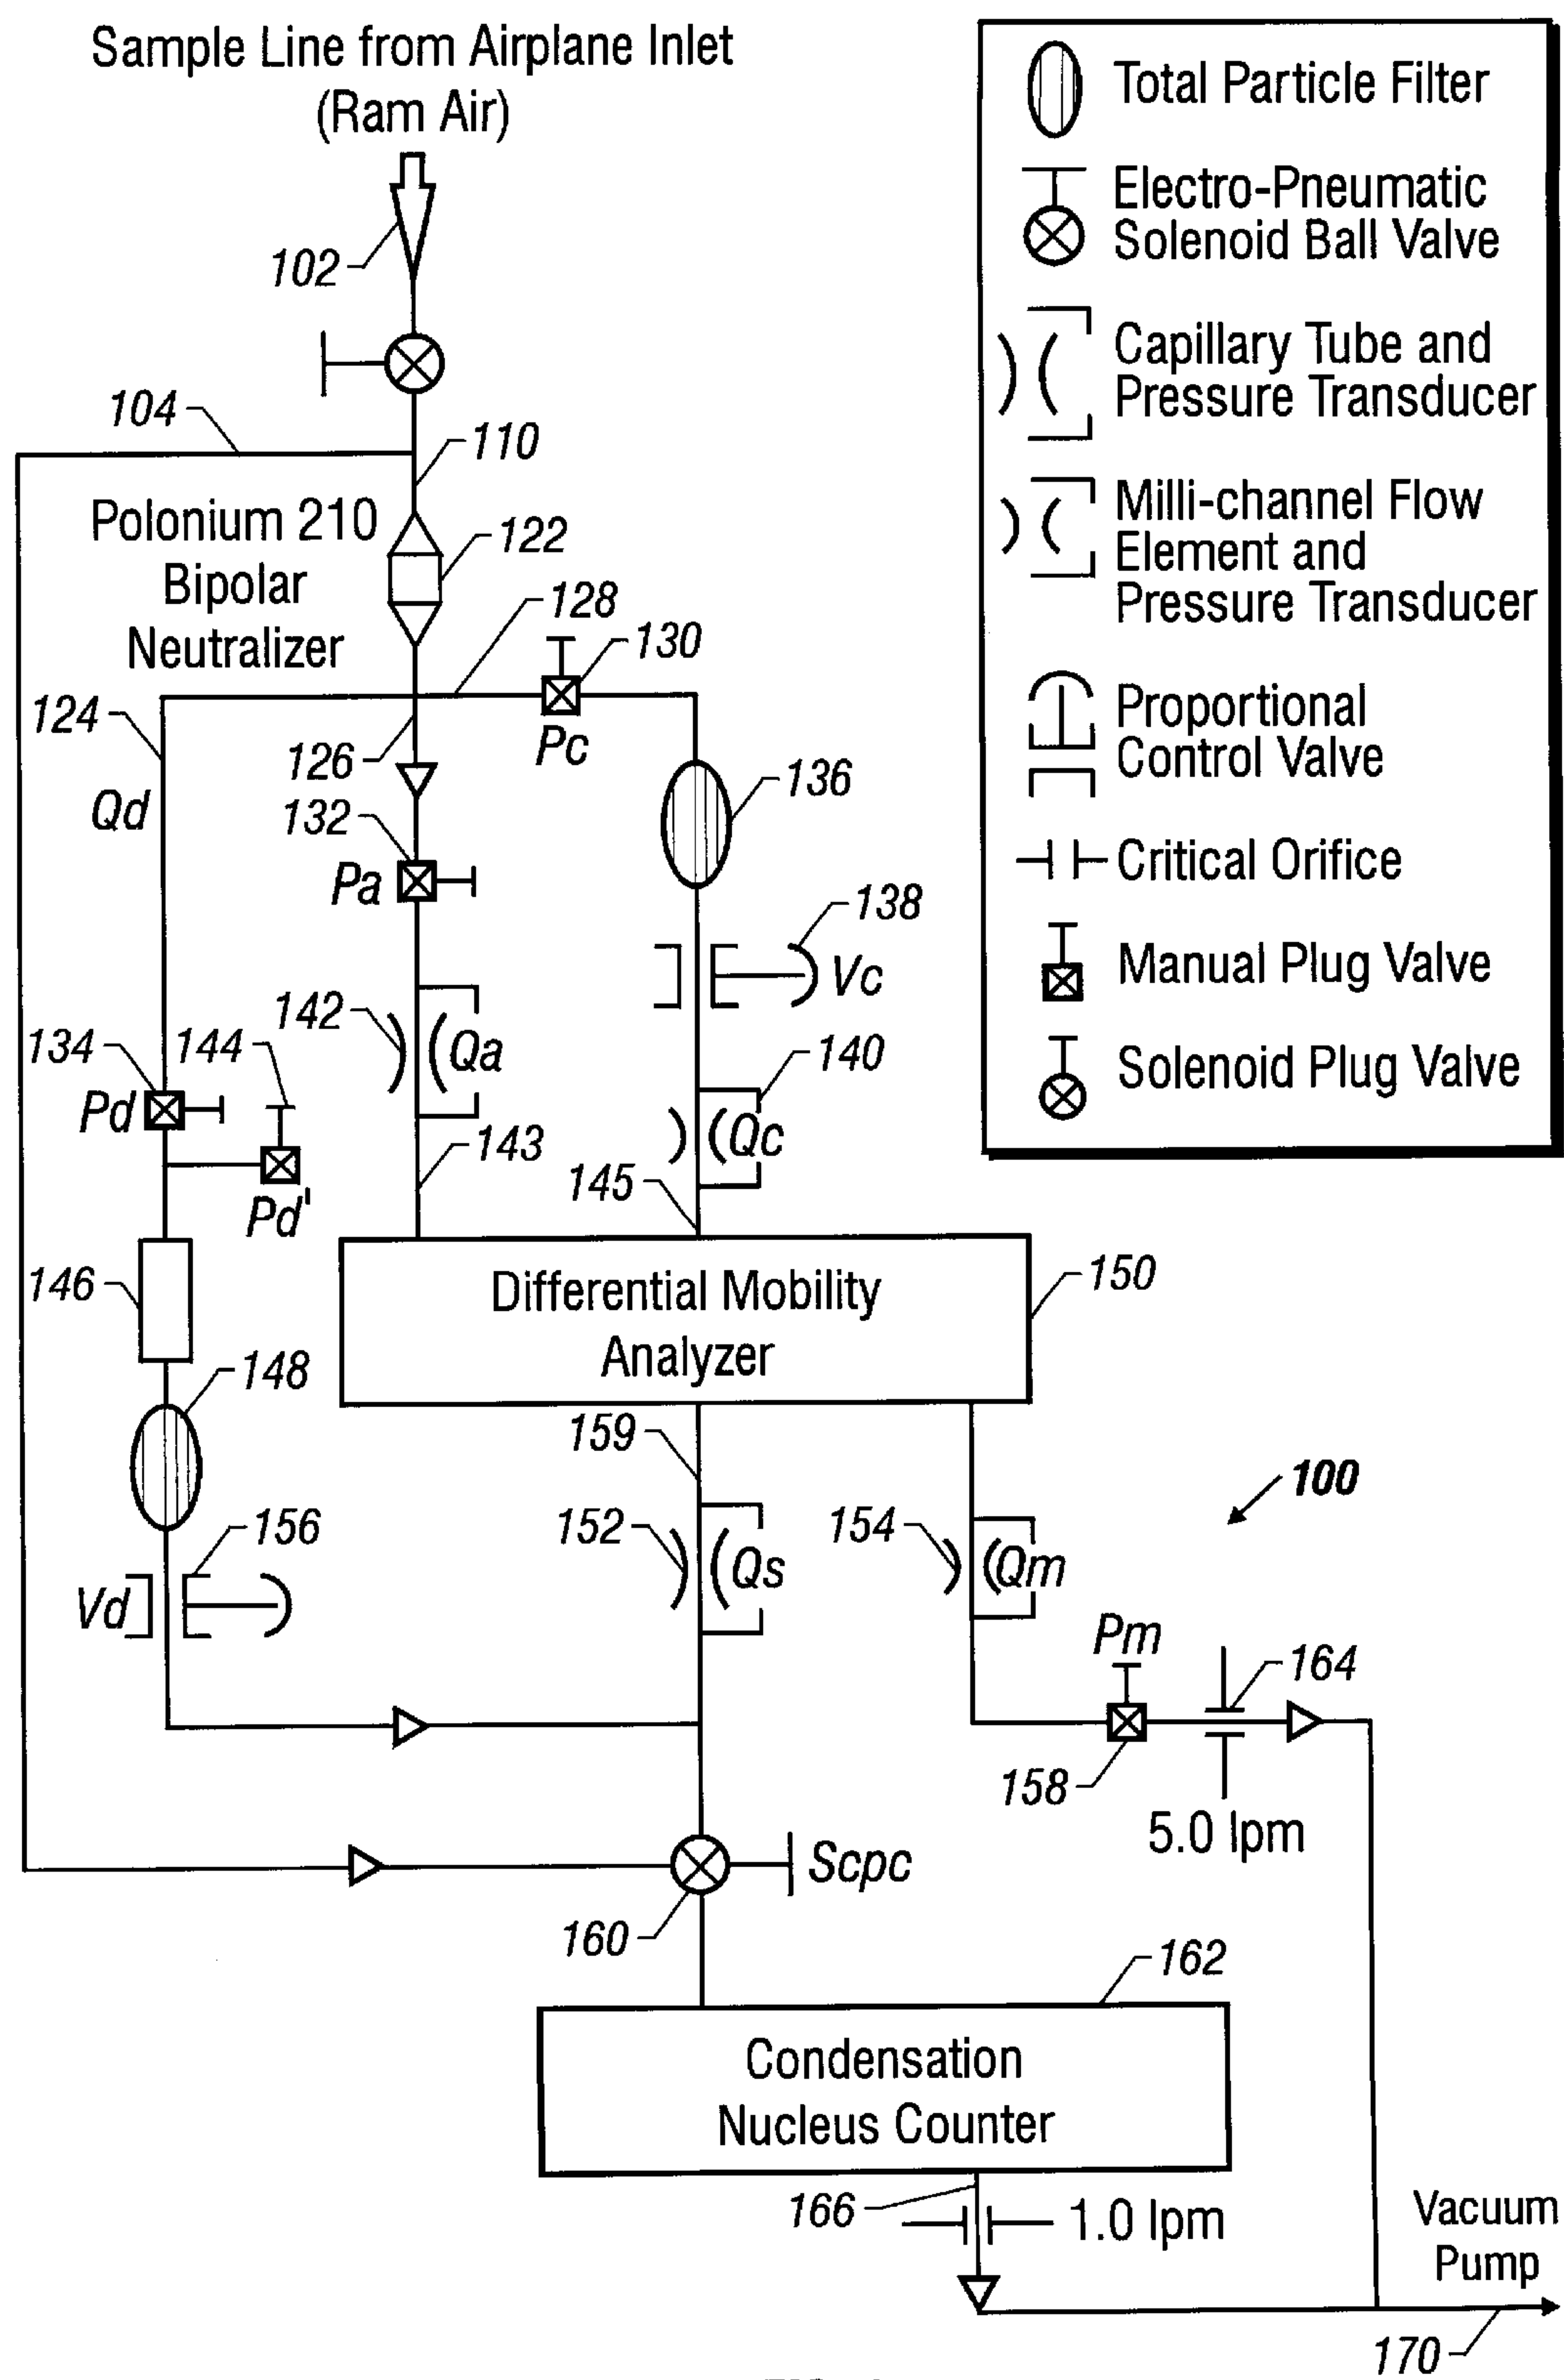 Sample Line from Airplane Inlet
(Ram Air)
102
104
110
Polonium 210
Bipolar
Neutralizer
122
128
130
Pc
124
126
Qd
132
Pa
136
138
Vc
142
Qa
134
144
Pd
Pd'
140
Qc
143
145
146
Differential Mobility
Analyzer
150
148
159
100
156
Vd
152
Qs
154
Qm
Pm
164
158
5.0 lpm
Scpc
160
162
Condensation
Nucleus Counter
166
1.0 lpm
Vacuum
Pump
170
Total Particle Filter
Electro-Pneumatic
Solenoid Ball Valve
Capillary Tube and
Pressure Transducer
Milli-channel Flow
Element and
Pressure Transducer
Proportional
Control Valve
Critical Orifice
Manual Plug Valve
Solenoid Plug Valve